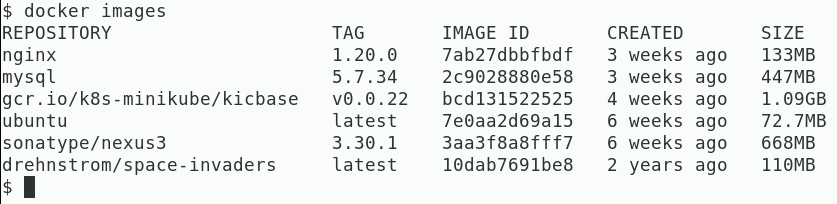 $ docker images
REPOSITORY                    TAG       IMAGE ID       CREATED       SIZE
nginx                         1.20.0    7ab27dbbfbdf   3 weeks ago   133MB
mysql                         5.7.34    2c9028880e58   3 weeks ago   447MB
gcr.io/k8s-minikube/kicbase   v0.0.22   bcd131522525   4 weeks ago   1.09GB
ubuntu                        latest    7e0aa2d69a15   6 weeks ago   72.7MB
sonatype/nexus3               3.30.1    3aa3f8a8fff7   6 weeks ago   668MB
drehnstrom/space-invaders     latest    10dab7691be8   2 years ago   110MB
$